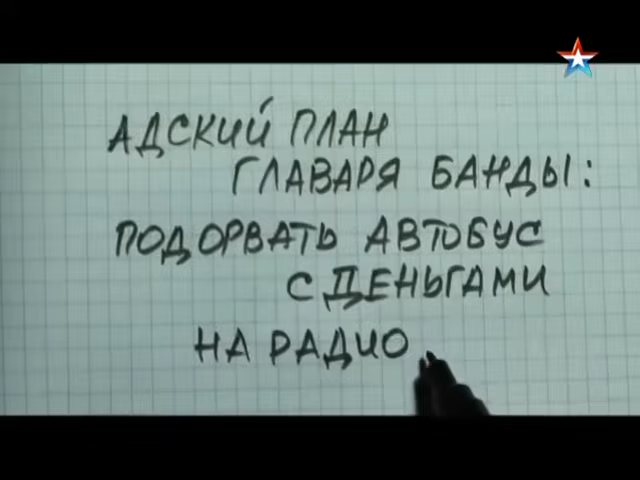 АДСКИЙ ПЛАН
ГЛАВАРЯ БАНДЫ:
ПОДОРВАТЬ АВТОБУС
С ДЕНЬГАМИ
НА РАДИО